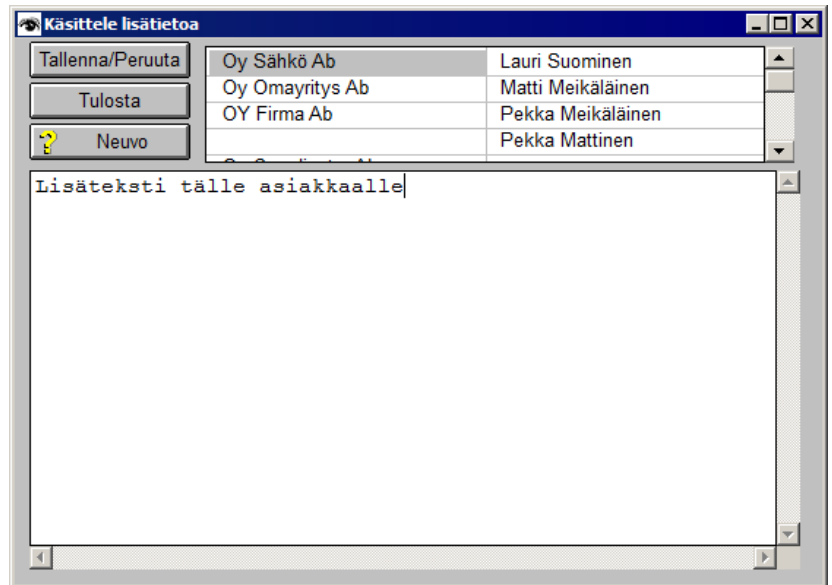 Käsittele lisätietoa
Tallenna/Peruuta
Tulosta
Neuvo
Oy Sähkö Ab Lauri Suominen
Oy Omayritys Ab Matti Meikäläinen
OY Firma Ab Pekka Meikäläinen
Pekka Mattinen
Lisäteksti tälle asiakkaalle